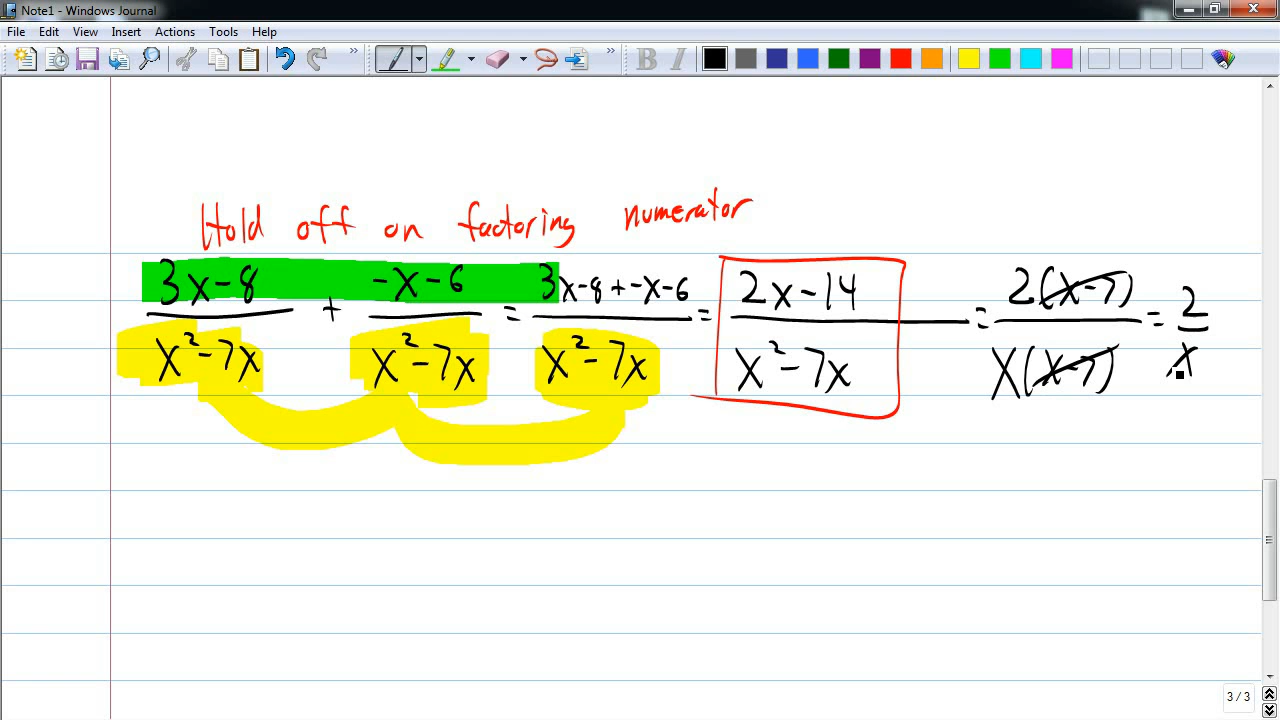 Note1 - Windows Journal
File Edit View Insert Actions Tools Help
B I
Hold off on factoring numerator
3x-8 / x²-7x + -x-6 / x²-7x = 3x-8+-x-6 / x²-7x = 2x-14 / x²-7x = 2(x-7) / x(x-7) = 2 / x
3 / 3